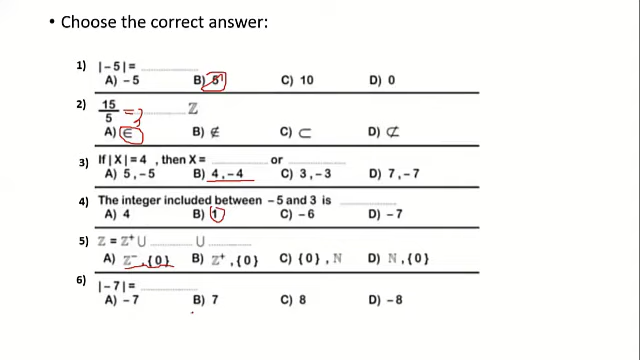 • Choose the correct answer:
1) |−5| = ............
A) −5 B) 5 C) 10 D) 0
2) 15/5 = 3 ............ ℤ
A) ∈ B) ∉ C) ⊂ D) ⊄
3) If |X| = 4 , then X = ............ or ............
A) 5 , −5 B) 4 , −4 C) 3 , −3 D) 7 , −7
4) The integer included between −5 and 3 is ............
A) 4 B) 1 C) −6 D) −7
5) ℤ = ℤ⁺ ∪ ............ ∪ ............
A) ℤ⁻ , {0} B) ℤ⁺ , {0} C) {0} , ℕ D) ℕ , {0}
6) |−7| = ............
A) −7 B) 7 C) 8 D) −8